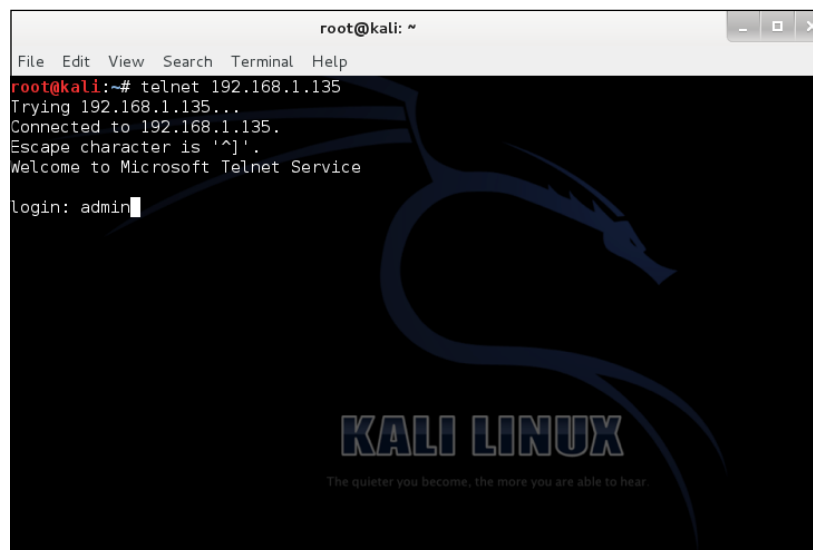 root@kali: ~
File Edit View Search Terminal Help
root@kali:~# telnet 192.168.1.135
Trying 192.168.1.135...
Connected to 192.168.1.135.
Escape character is '^]'.
Welcome to Microsoft Telnet Service
login: admin
KALI LINUX
The quieter you become, the more you are able to hear.